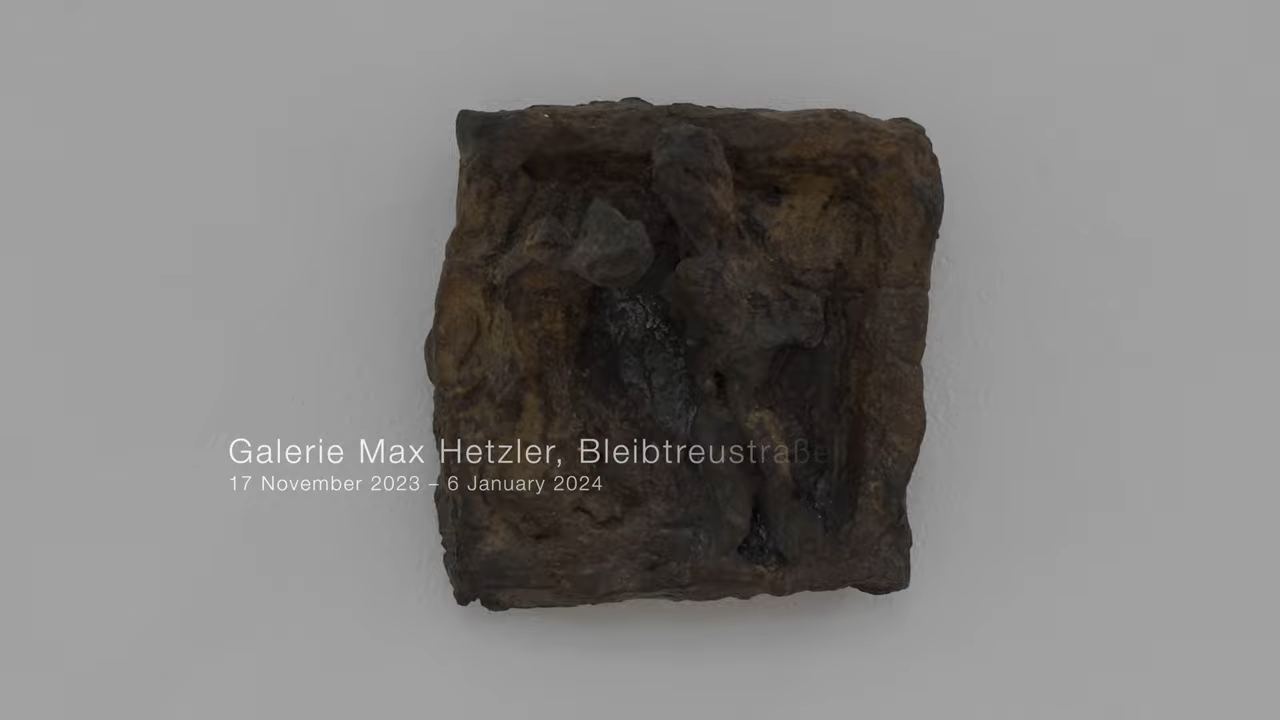 Galerie Max Hetzler, Bleibtreustraße
17 November 2023 – 6 January 2024